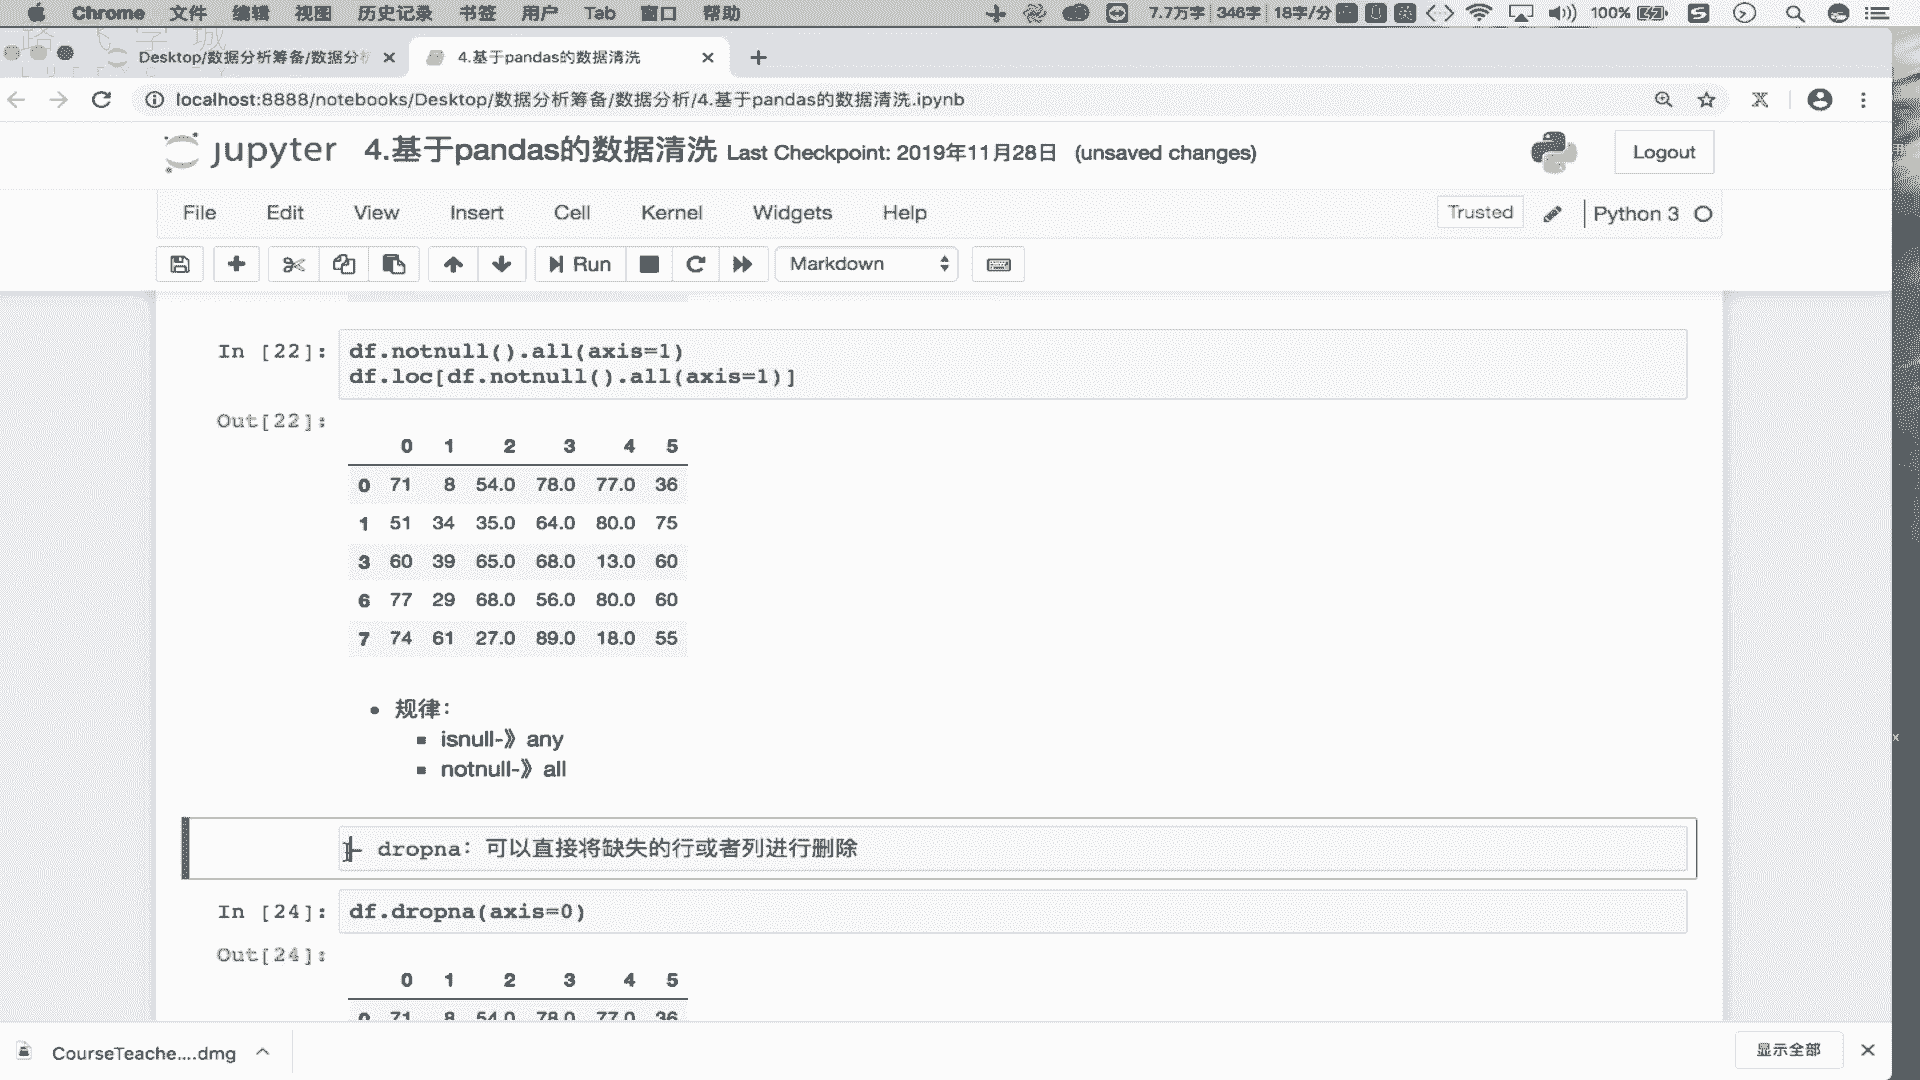 Chrome 文件 编辑 视图 历史记录 书签 用户 Tab 窗口 帮助 7.7万字 346字 18字/分 100%
Desktop/数据分析筹备/数据分析
4.基于pandas的数据清洗
localhost:8888/notebooks/Desktop/数据分析筹备/数据分析/4.基于pandas的数据清洗.ipynb
jupyter 4.基于pandas的数据清洗 Last Checkpoint: 2019年11月28日 (unsaved changes)
Logout
File Edit View Insert Cell Kernel Widgets Help
Trusted Python 3
Run Markdown
In [22]: df.notnull().all(axis=1)
df.loc[df.notnull().all(axis=1)]
Out[22]:
0 1 2 3 4 5
0 71 8 54.0 78.0 77.0 36
1 51 34 35.0 64.0 80.0 75
3 60 39 65.0 68.0 13.0 60
6 77 29 68.0 56.0 80.0 60
7 74 61 27.0 89.0 18.0 55
规律：
isnull-》any
notnull-》all
- dropna：可以直接将缺失的行或者列进行删除
In [24]: df.dropna(axis=0)
Out[24]:
0 1 2 3 4 5
0 71 8 54.0 78.0 77.0 36
CourseTeache....dmg
显示全部